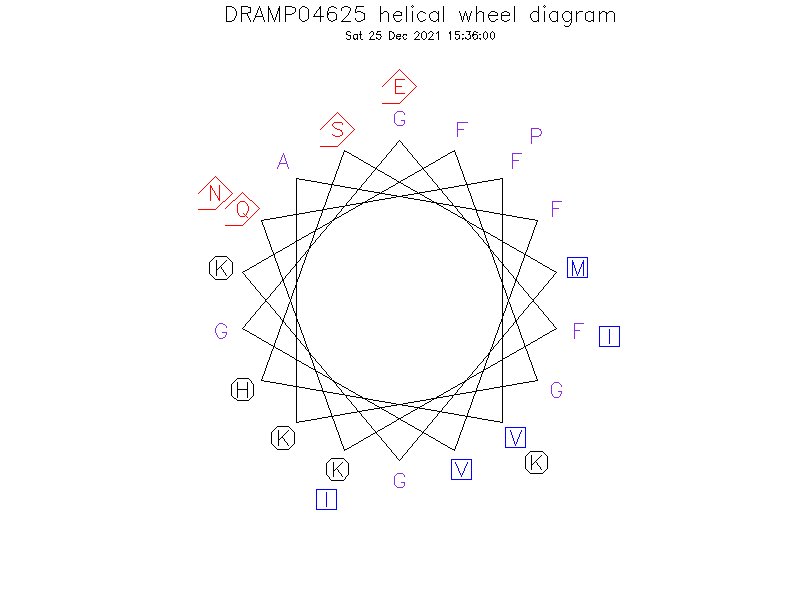 DRAMP04625 helical wheel diagram
Sat 25 Dec 2021 15:36:00
E
G
S
F
P
A
F
N
Q
F
K
M
G
F
I
H
G
K
V
K
K
V
G
I